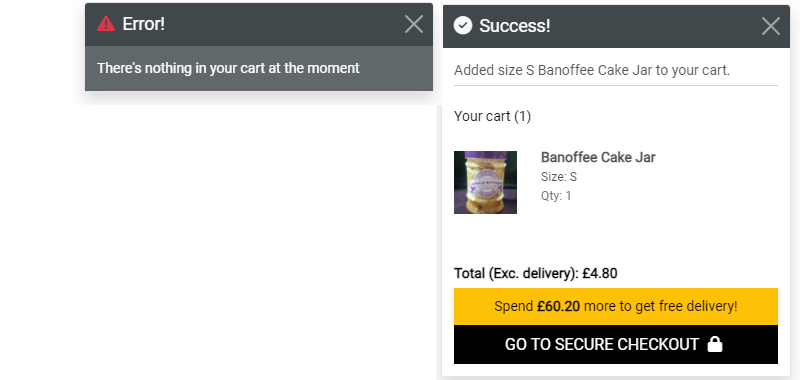 Error!
There's nothing in your cart at the moment
Success!
Added size S Banoffee Cake Jar to your cart.
Your cart (1)
Banoffee Cake Jar
Size: S
Qty: 1
Total (Exc. delivery): £4.80
Spend £60.20 more to get free delivery!
GO TO SECURE CHECKOUT